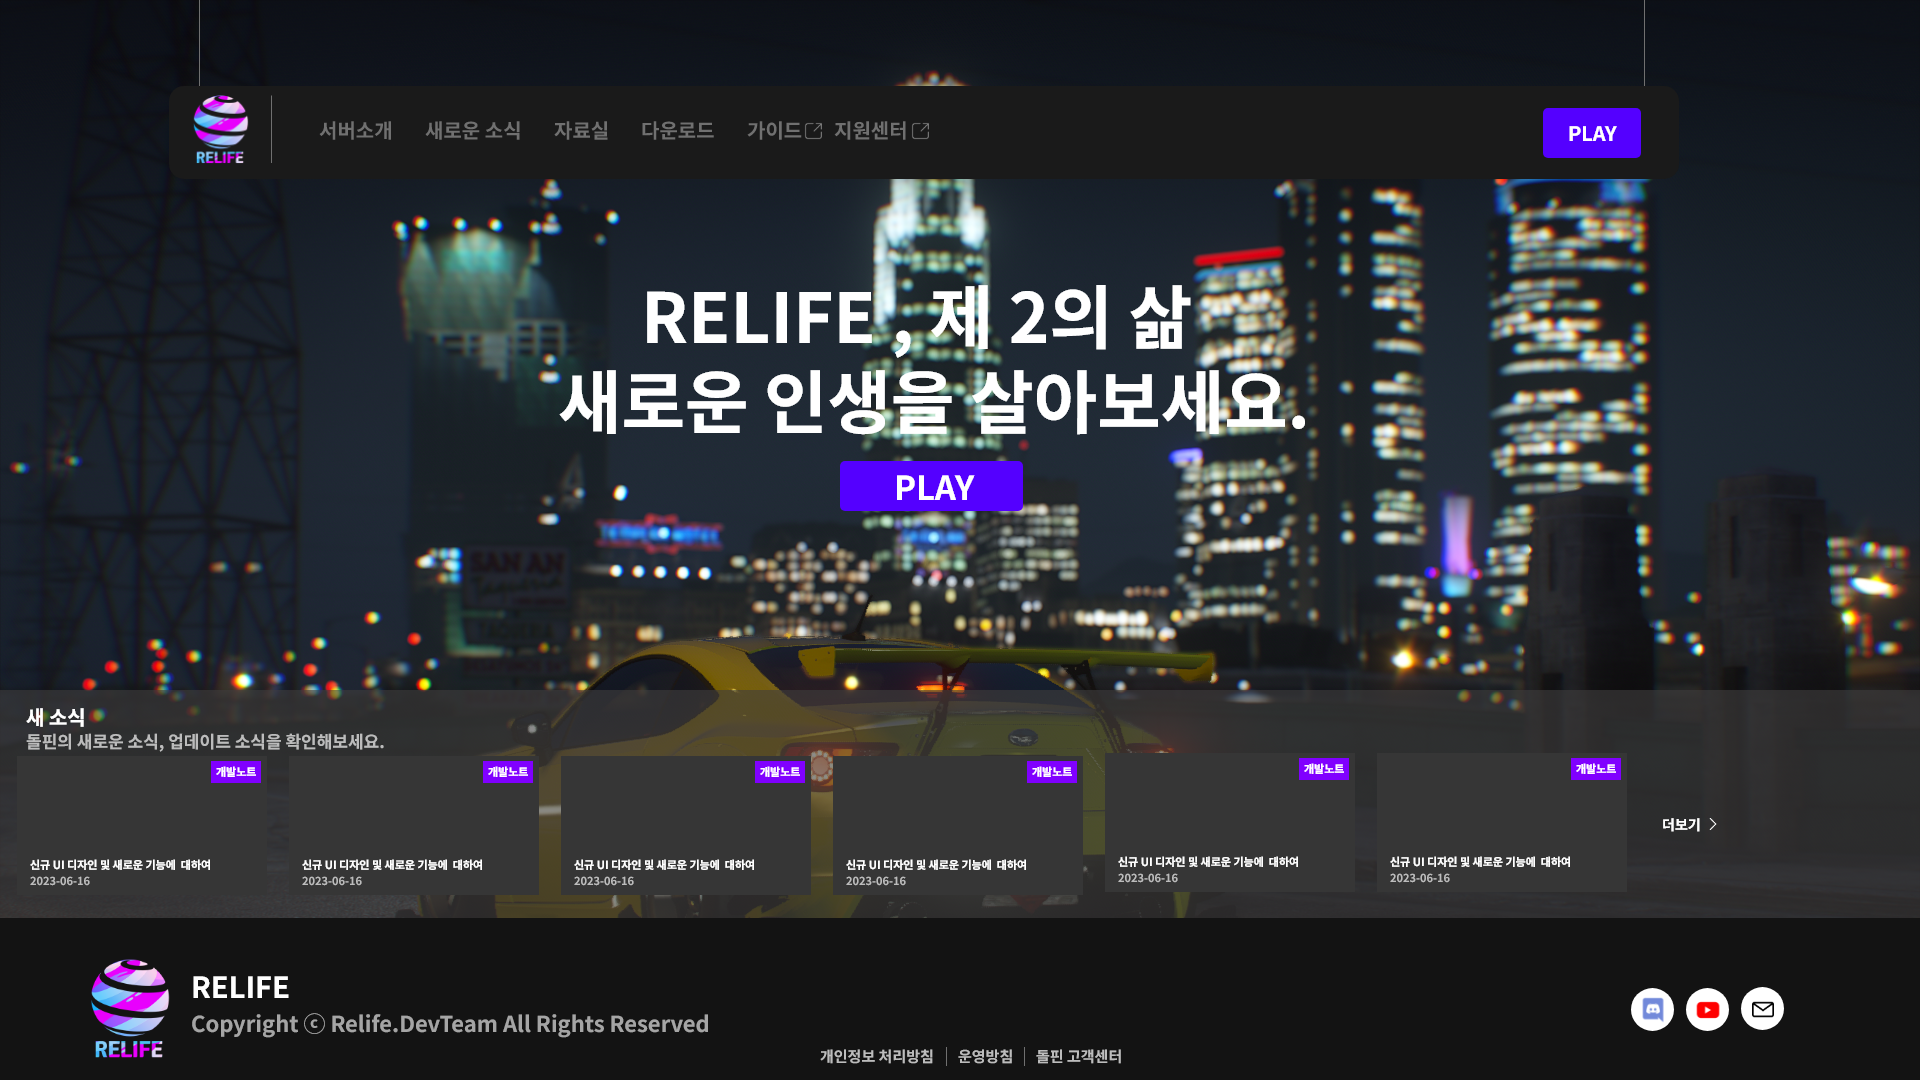 RELIFE
서버소개 새로운 소식 자료실 다운로드 가이드 지원센터
PLAY
RELIFE , 제 2의 삶
새로운 인생을 살아보세요.
PLAY
SAN AN
새 소식
돌핀의 새로운 소식, 업데이트 소식을 확인해보세요.
개발노트
신규 UI 디자인 및 새로운 기능에 대하여
2023-06-16
개발노트
신규 UI 디자인 및 새로운 기능에 대하여
2023-06-16
개발노트
신규 UI 디자인 및 새로운 기능에 대하여
2023-06-16
개발노트
신규 UI 디자인 및 새로운 기능에 대하여
2023-06-16
개발노트
신규 UI 디자인 및 새로운 기능에 대하여
2023-06-16
개발노트
신규 UI 디자인 및 새로운 기능에 대하여
2023-06-16
더보기
RELIFE
RELIFE
Copyright ⓒ Relife.DevTeam All Rights Reserved
개인정보 처리방침 운영방침 돌핀 고객센터